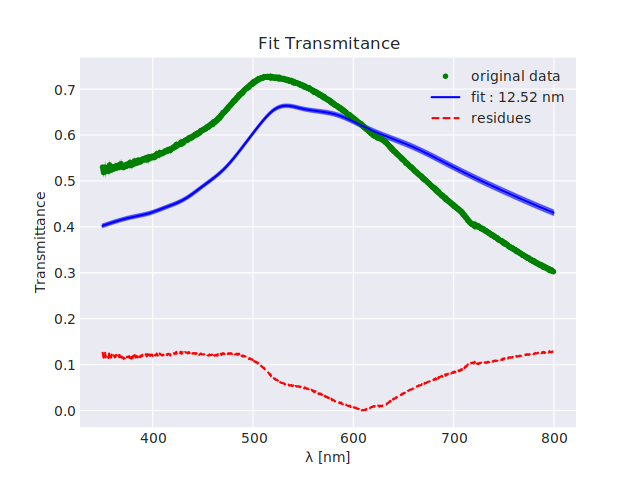 Fit Transmitance
original data
fit : 12.52 nm
residues
Transmittance
0.7
0.6
0.5
0.4
0.3
0.2
0.1
0.0
400 500 600 700 800
λ [nm]